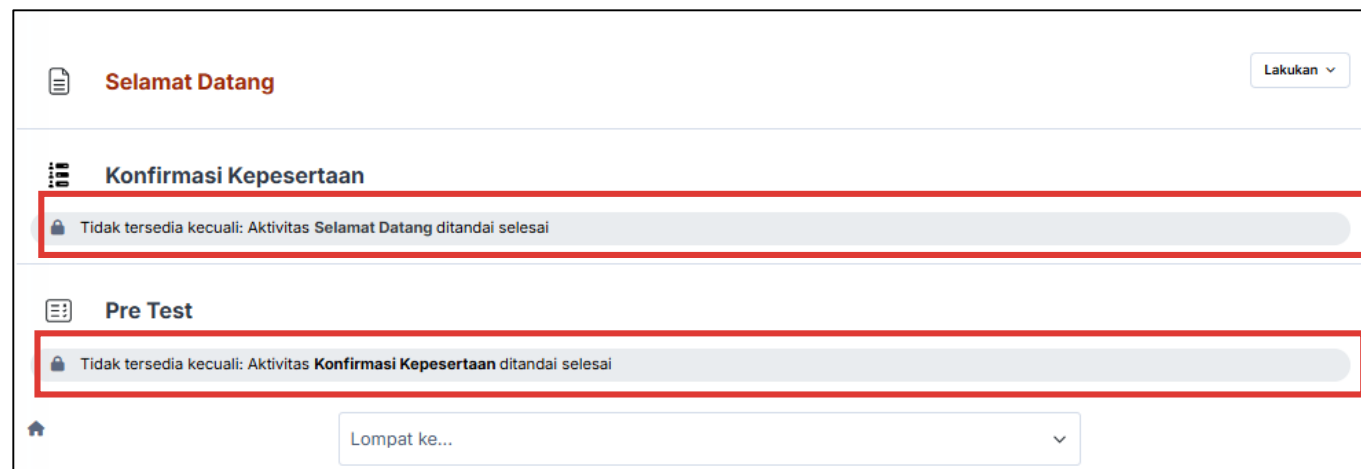 Selamat Datang
Lakukan
Konfirmasi Kepesertaan
Tidak tersedia kecuali: Aktivitas Selamat Datang ditandai selesai
Pre Test
Tidak tersedia kecuali: Aktivitas Konfirmasi Kepesertaan ditandai selesai
Lompat ke...